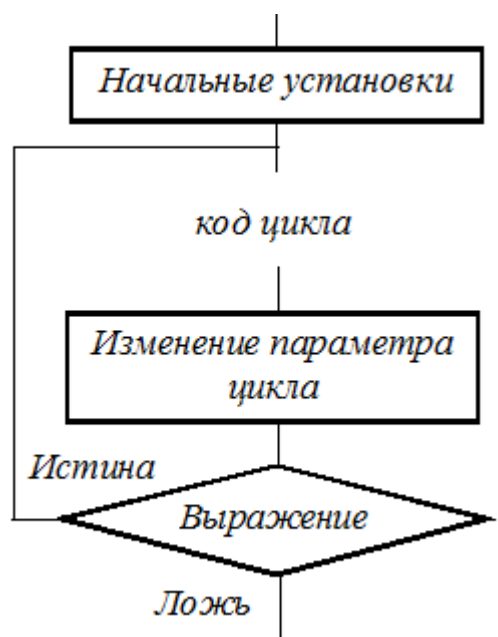 Начальные установки
код цикла
Изменение параметра
цикла
Истина
Выражение
Ложь